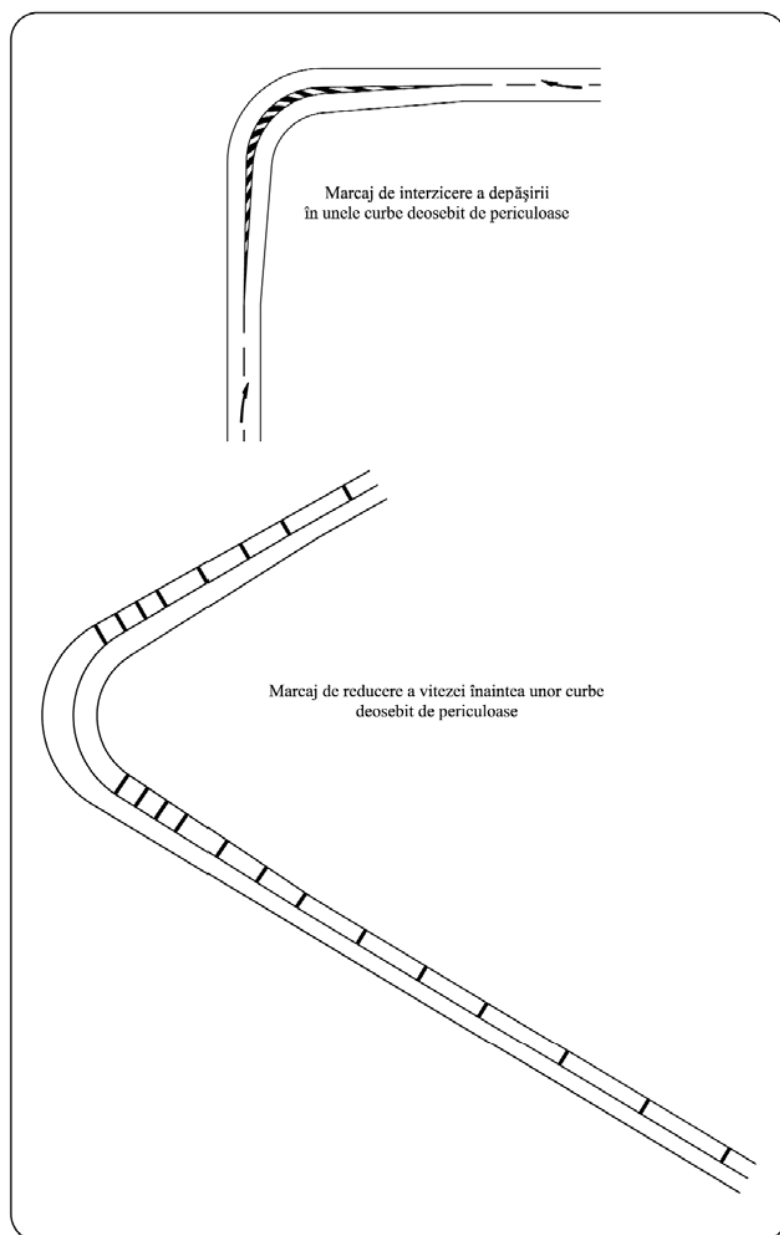 Marcaj de interzicere a depășirii
în unele curbe deosebit de periculoase
Marcaj de reducere a vitezei înaintea unor curbe
deosebit de periculoase